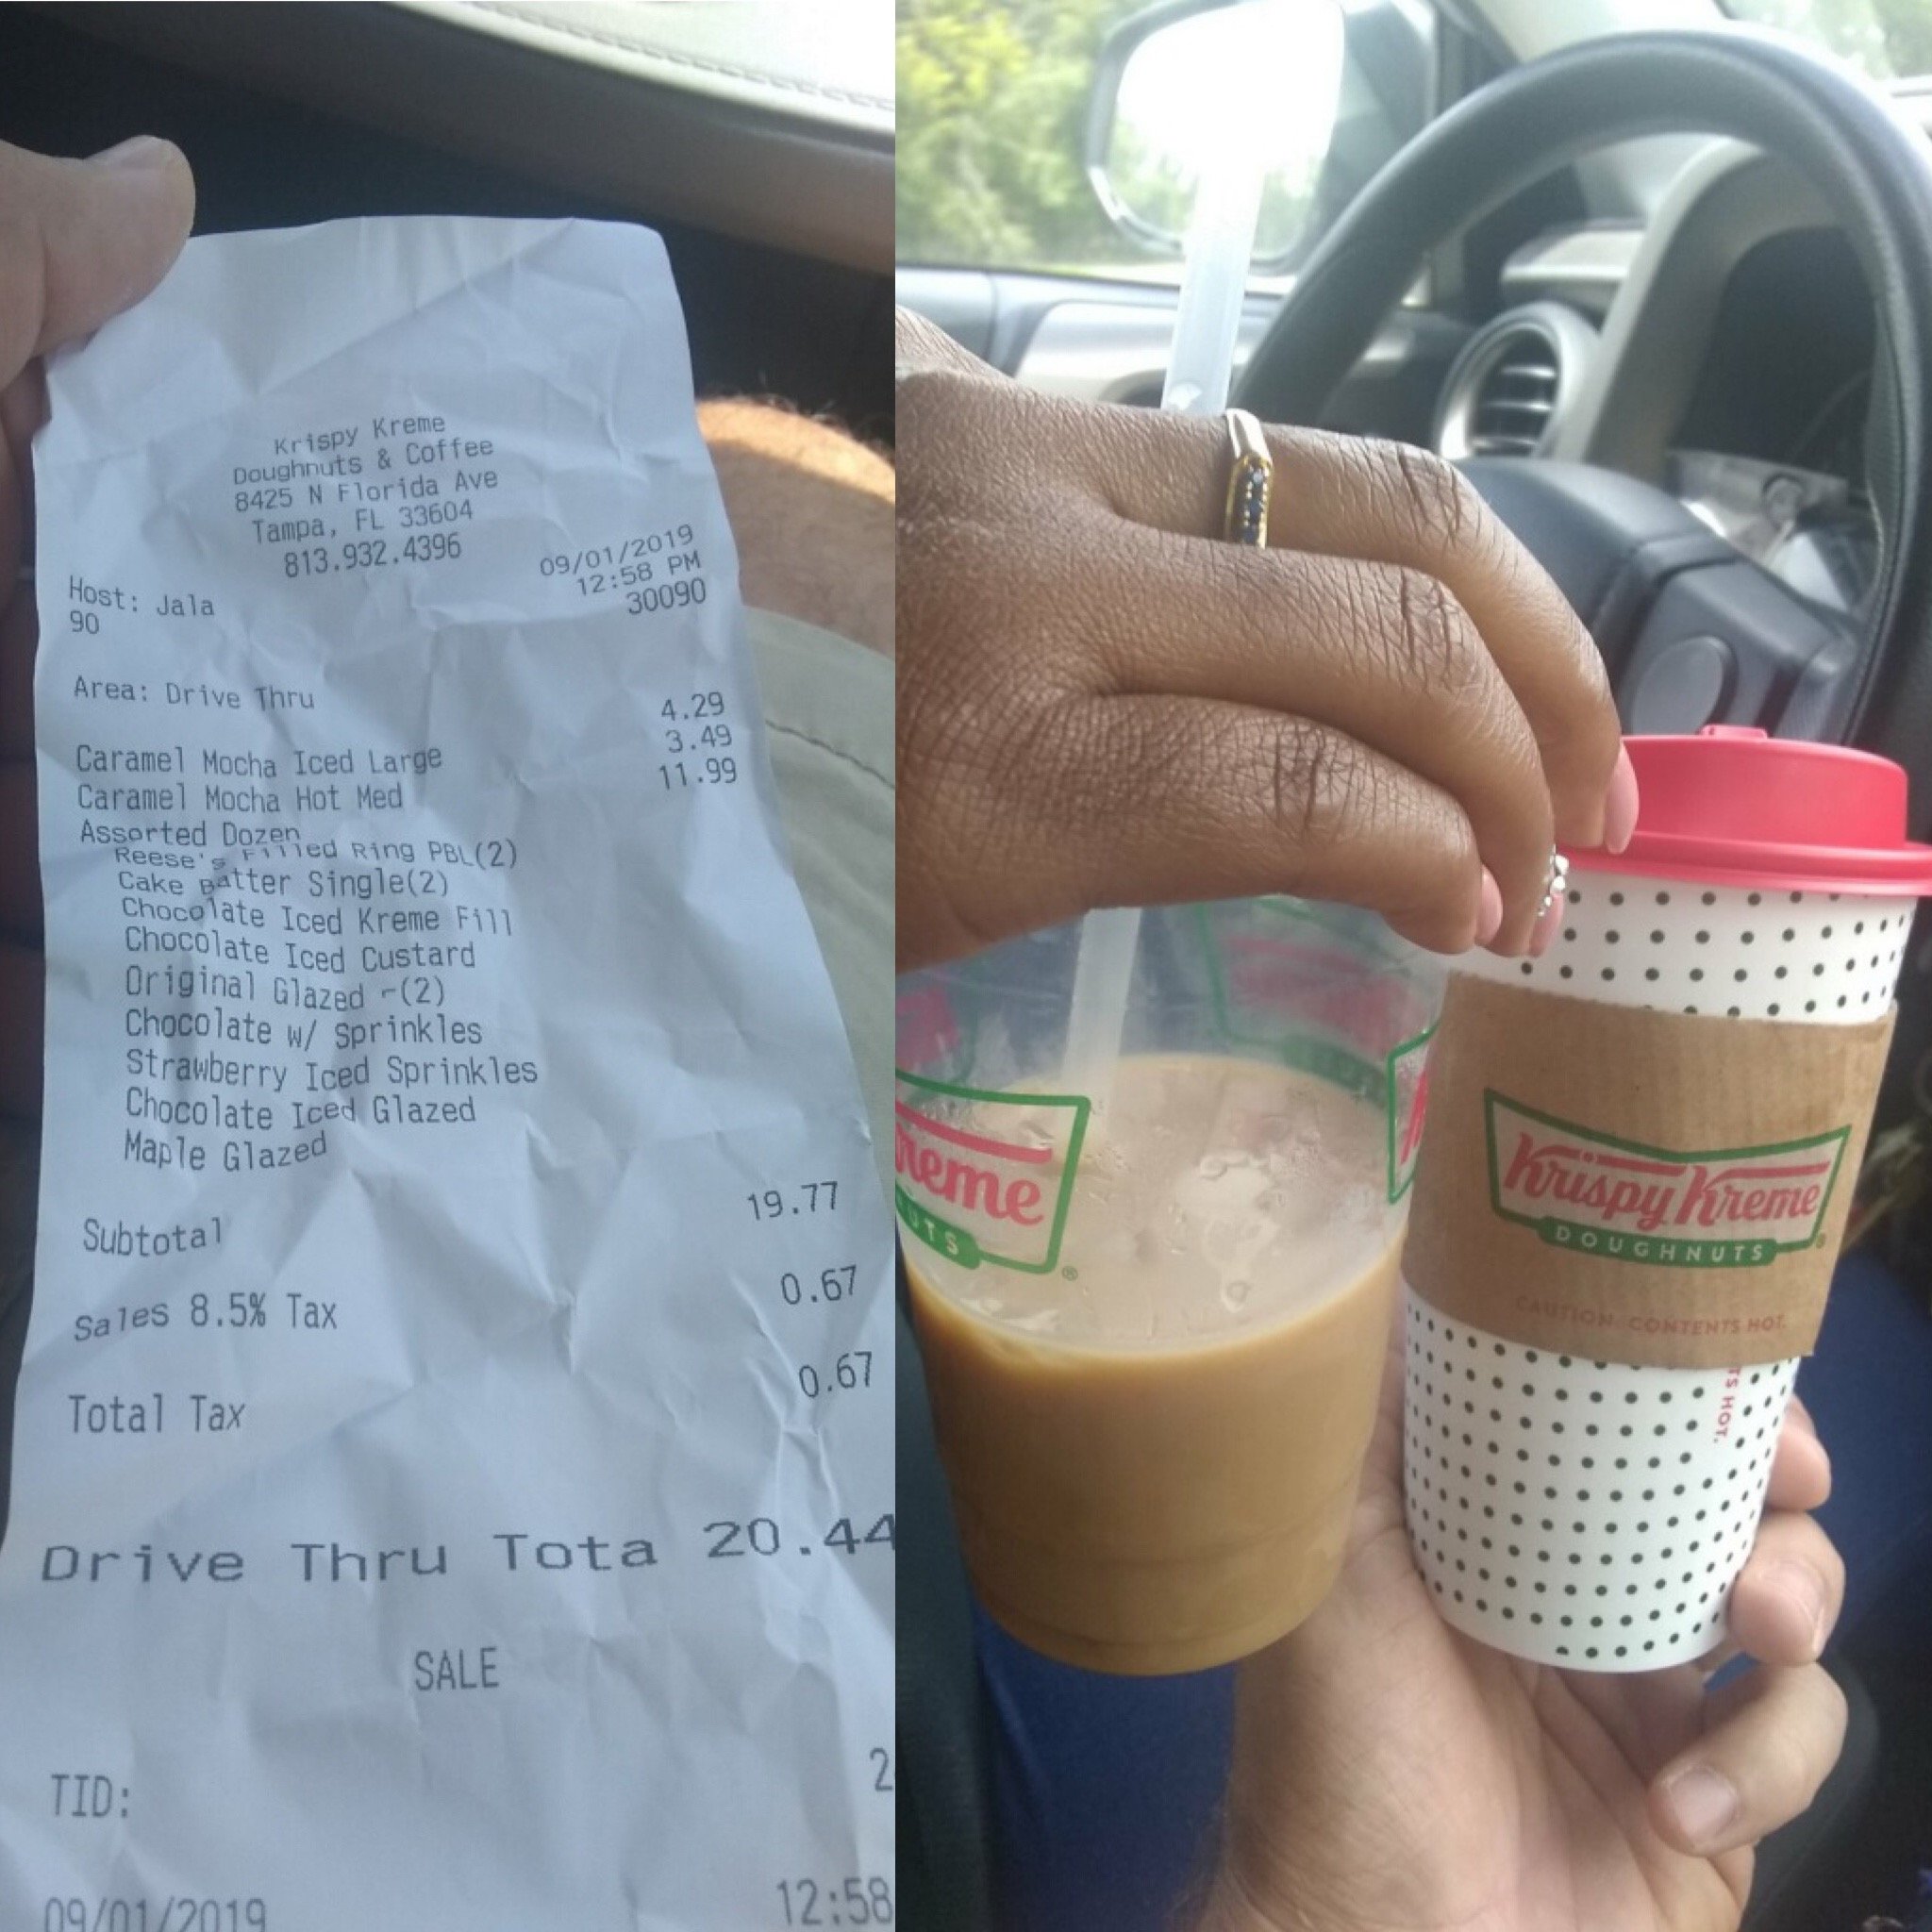 Krispy Kreme
Doughnuts & Coffee
8425 N Florida Ave
Tampa, FL 33604
813.932.4396
09/01/2019
Host: Jala 12:58 PM
90 30090
Area: Drive Thru
Caramel Mocha Iced Large 4.29
Caramel Mocha Hot Med 3.49
Assorted Dozen 11.99
Reese's Filled Ring PBL(2)
Cake Batter Single(2)
Chocolate Iced Kreme Fill
Chocolate Iced Custard
Original Glazed -(2)
Chocolate w/ Sprinkles
Strawberry Iced Sprinkles
Chocolate Iced Glazed
Maple Glazed
Subtotal 19.77
Sales 8.5% Tax 0.67
Total Tax 0.67
Drive Thru Tota 20.44
SALE
TID: 2
09/01/2019 12:58
reme
UTS
®
Krispy Kreme
DOUGHNUTS
®
CAUTION: CONTENTS HOT.
TS HOT.